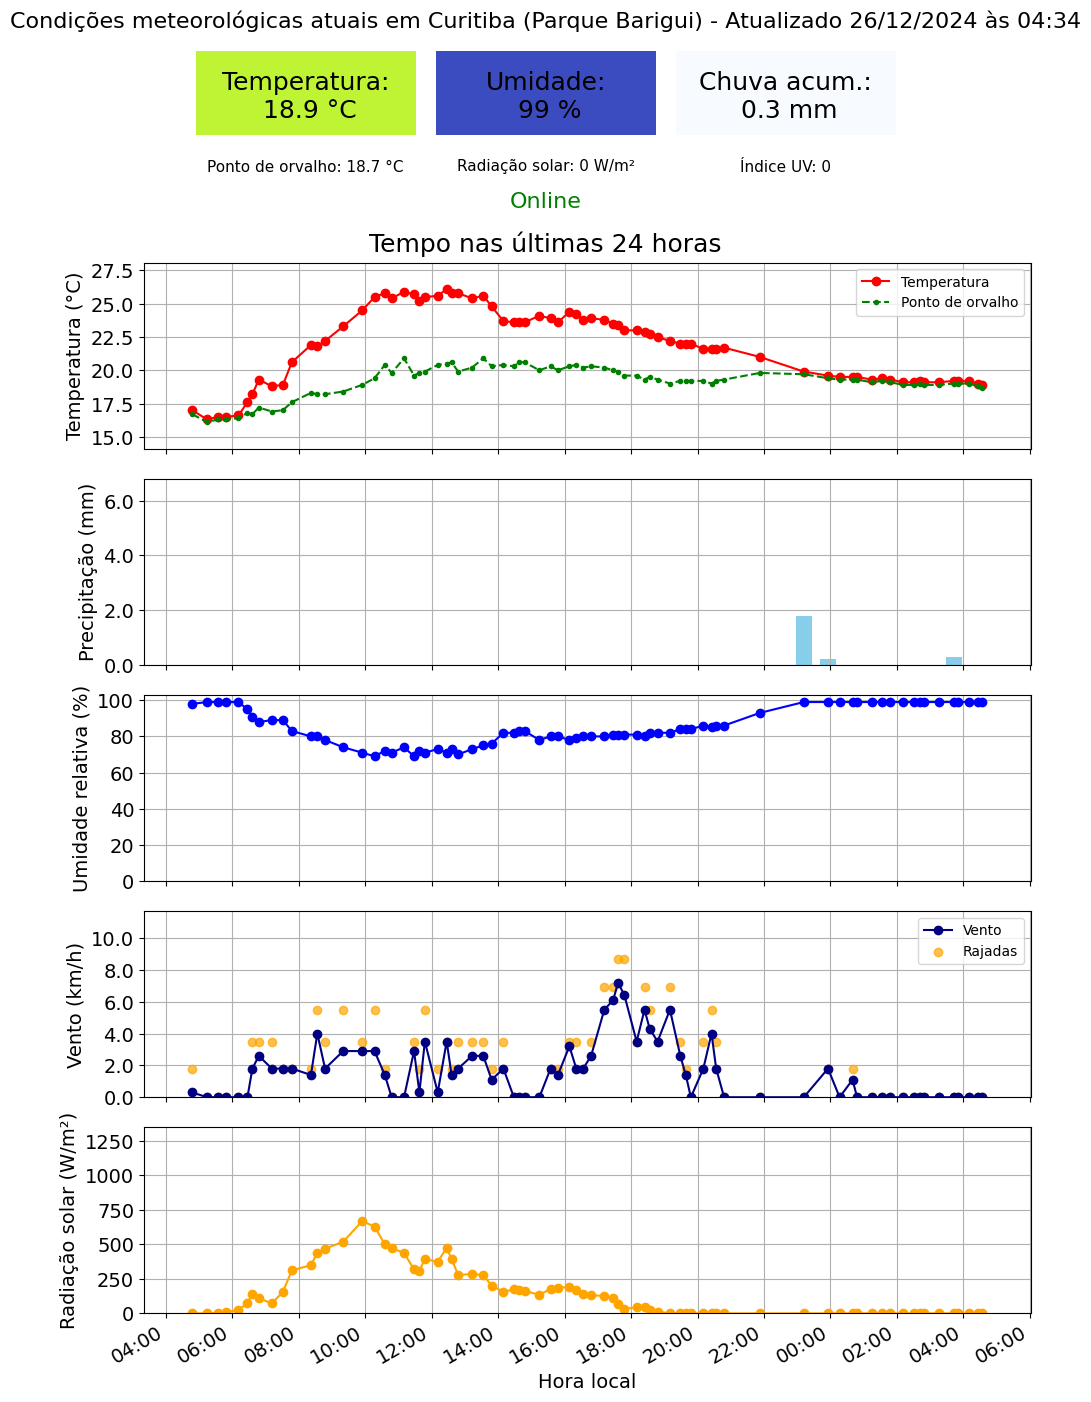 Condições meteorológicas atuais em Curitiba (Parque Barigui) - Atualizado 26/12/2024 às 04:34
Temperatura:
18.9 °C
Umidade:
99 %
Chuva acum.:
0.3 mm
Ponto de orvalho: 18.7 °C
Radiação solar: 0 W/m²
Índice UV: 0
Online
Tempo nas últimas 24 horas
Temperatura (°C)
27.5
25.0
22.5
20.0
17.5
15.0
Temperatura
Ponto de orvalho
Precipitação (mm)
6.0
4.0
2.0
0.0
Umidade relativa (%)
100
80
60
40
20
0
Vento (km/h)
10.0
8.0
6.0
4.0
2.0
0.0
Vento
Rajadas
Radiação solar (W/m²)
1250
1000
750
500
250
0
04:00 06:00 08:00 10:00 12:00 14:00 16:00 18:00 20:00 22:00 00:00 02:00 04:00 06:00
Hora local